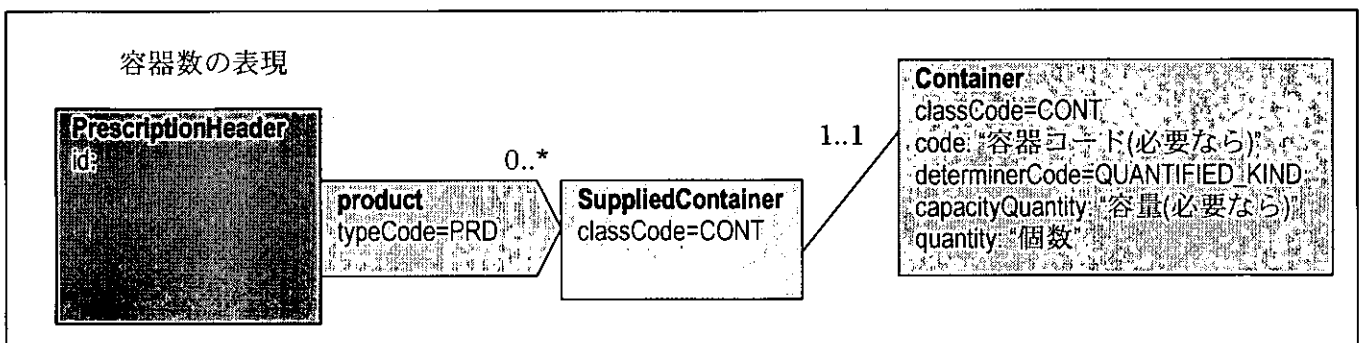 容器数の表現
PrescriptionHeader
id:
product
typeCode=PRD
0..*
SuppliedContainer
classCode=CONT
1..1
Container
classCode=CONT
code: "容器コード(必要なら)"
determinerCode=QUANTIFIED_KIND
capacityQuantity: "容量(必要なら)"
quantity: "個数"